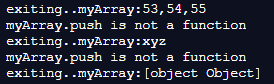 exiting..myArray:53,54,55
myArray.push is not a function
exiting..myArray:xyz
myArray.push is not a function
exiting..myArray:[object Object]